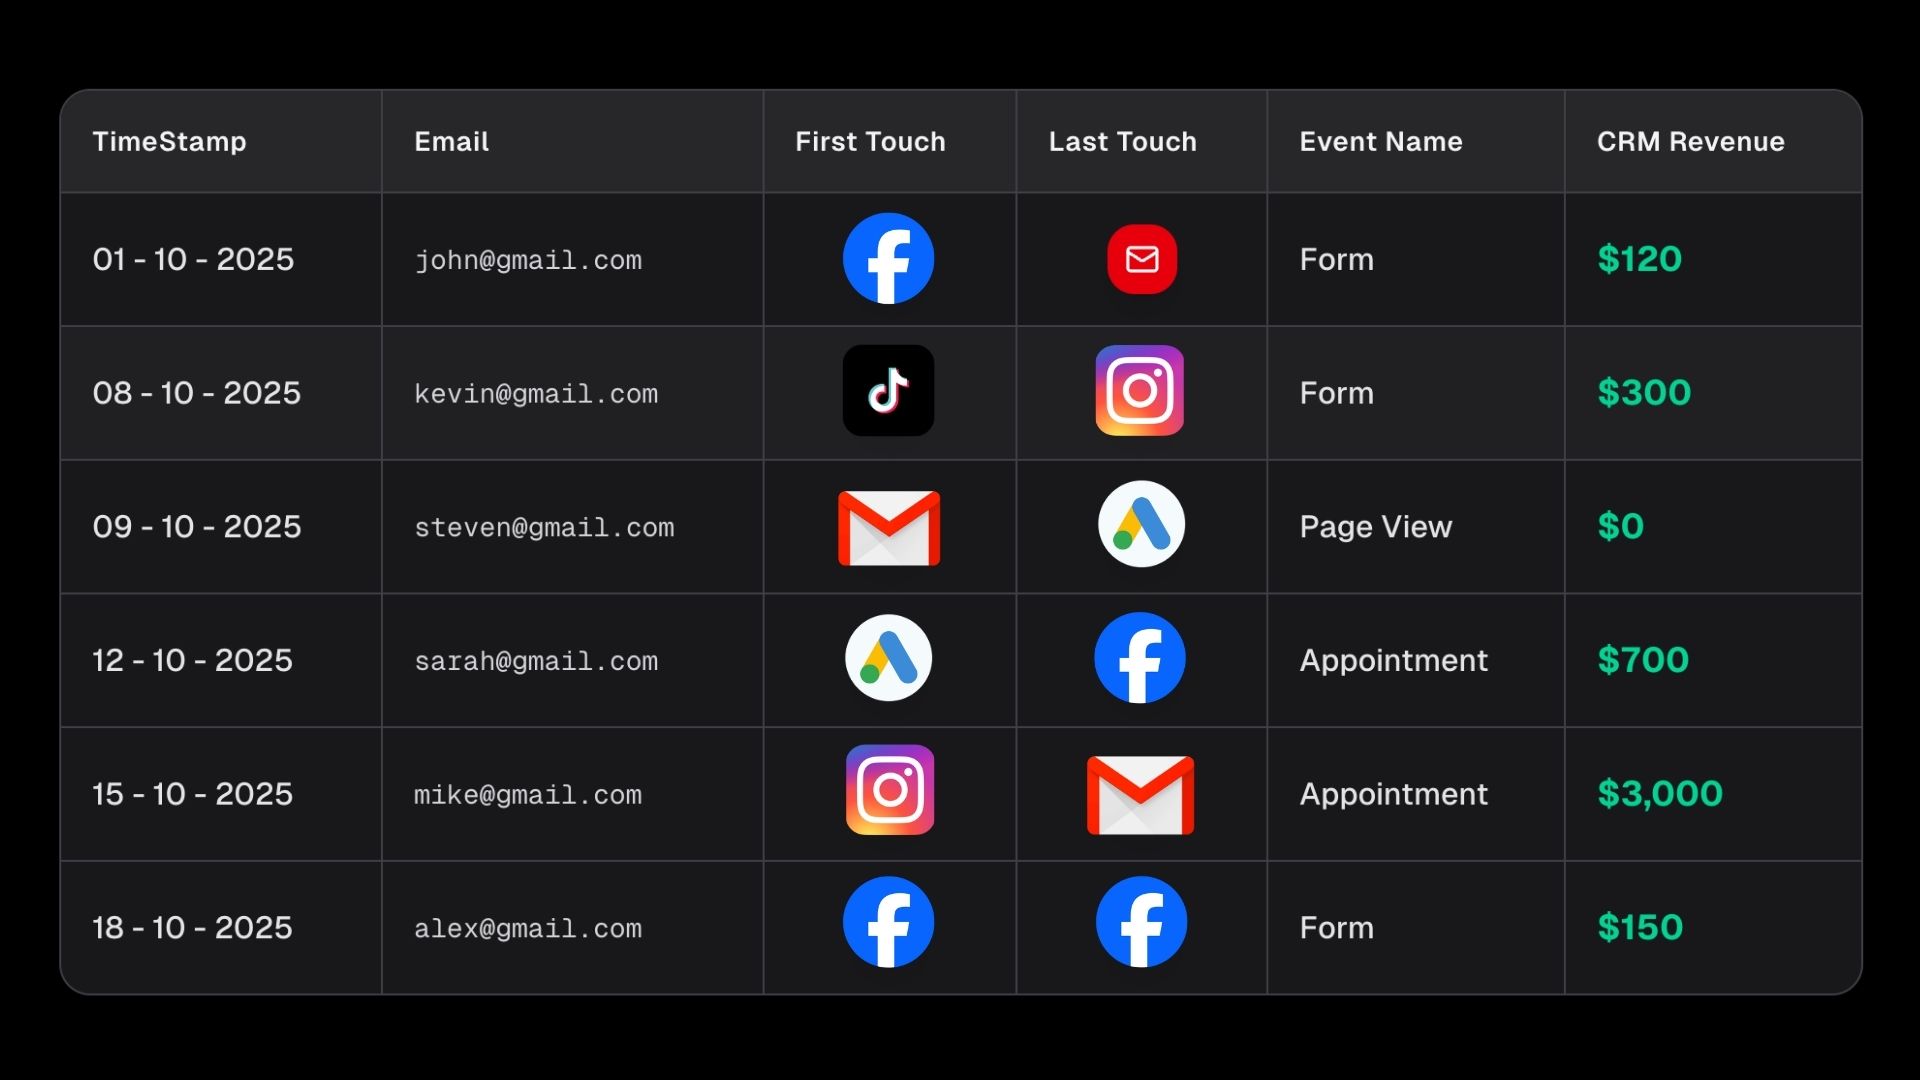 TimeStamp Email First Touch Last Touch Event Name CRM Revenue
01 - 10 - 2025 john@gmail.com Form $120
08 - 10 - 2025 kevin@gmail.com Form $300
09 - 10 - 2025 steven@gmail.com Page View $0
12 - 10 - 2025 sarah@gmail.com Appointment $700
15 - 10 - 2025 mike@gmail.com Appointment $3,000
18 - 10 - 2025 alex@gmail.com Form $150